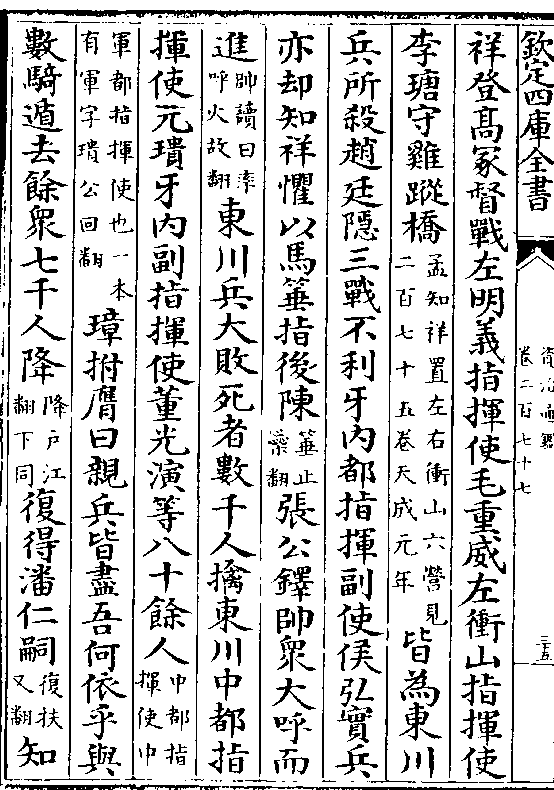 欽定四庫全書
資治通鑑
卷二百七十七
三五
祥登髙冢督戰左明義指揮使毛重威左衝山指揮使
李瑭守雞蹤橋孟知祥置左右衝山六營見二百七十五卷天成元年皆為東川
兵所殺趙廷隱三戰不利牙内都指揮副使侯弘實兵
亦却知祥懼以馬箠指後陳箠止藥翻張公鐸帥眾大呼而
進帥讀曰率呼火故翻東川兵大敗死者數千人擒東川中都指
揮使元瓌牙内副指揮使董光演等八十餘人中都指揮使中
軍都指揮使也一本有軍字瓌公回翻璋拊膺曰親兵皆盡吾何依乎與
數騎遁去餘眾七千人降降户江翻下同復得潘仁嗣復扶又翻知